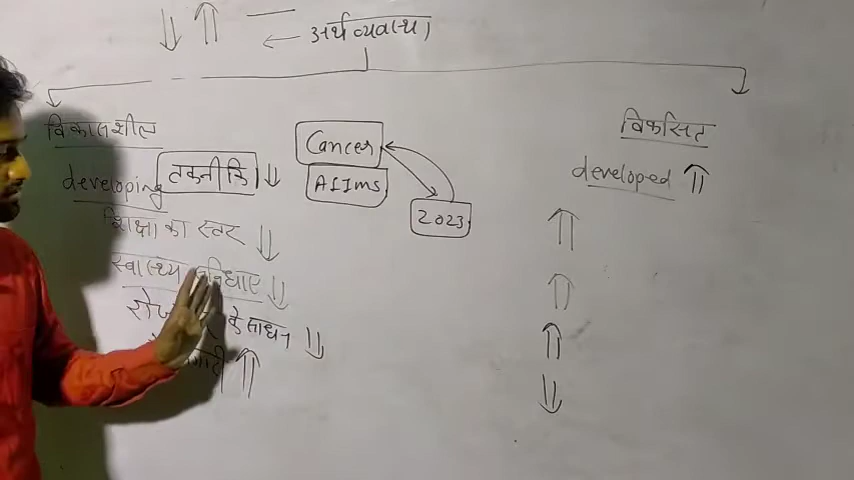 अर्थव्यवस्था
विकासशील
विकसित
developing
तकनीकि
Cancer
AIIMS
2023
developed
शिक्षा का स्तर
स्वास्थ्य
के साधन